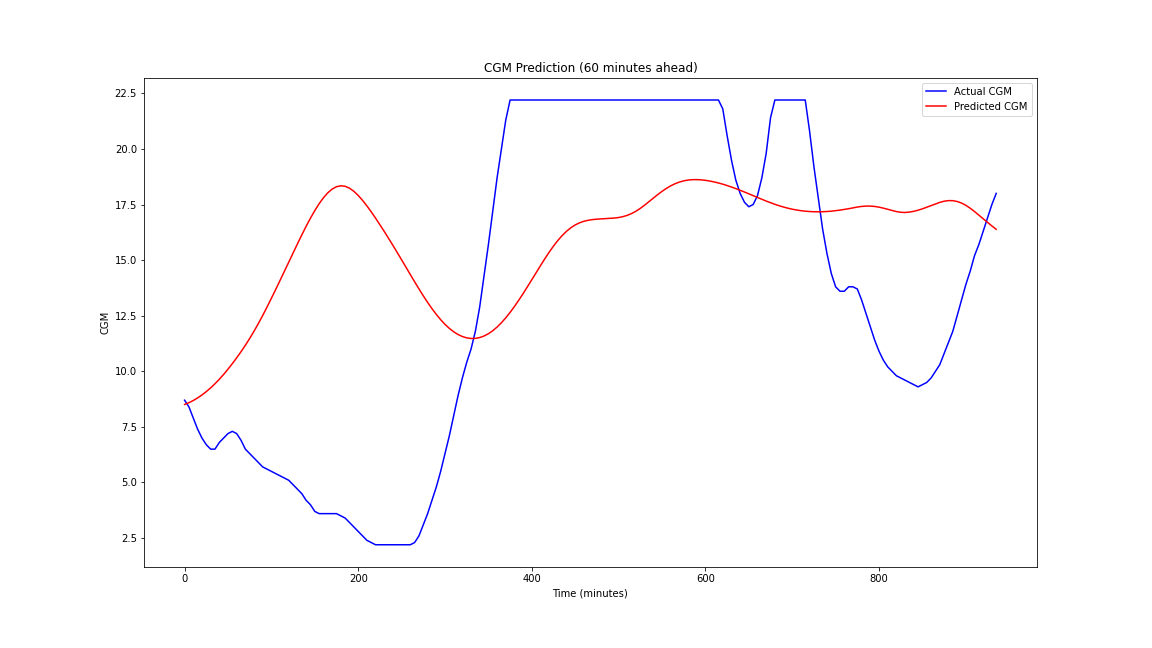 CGM Prediction (60 minutes ahead)
Actual CGM
Predicted CGM
22.5
20.0
17.5
15.0
12.5
10.0
7.5
5.0
2.5
CGM
0
200
400
600
800
Time (minutes)